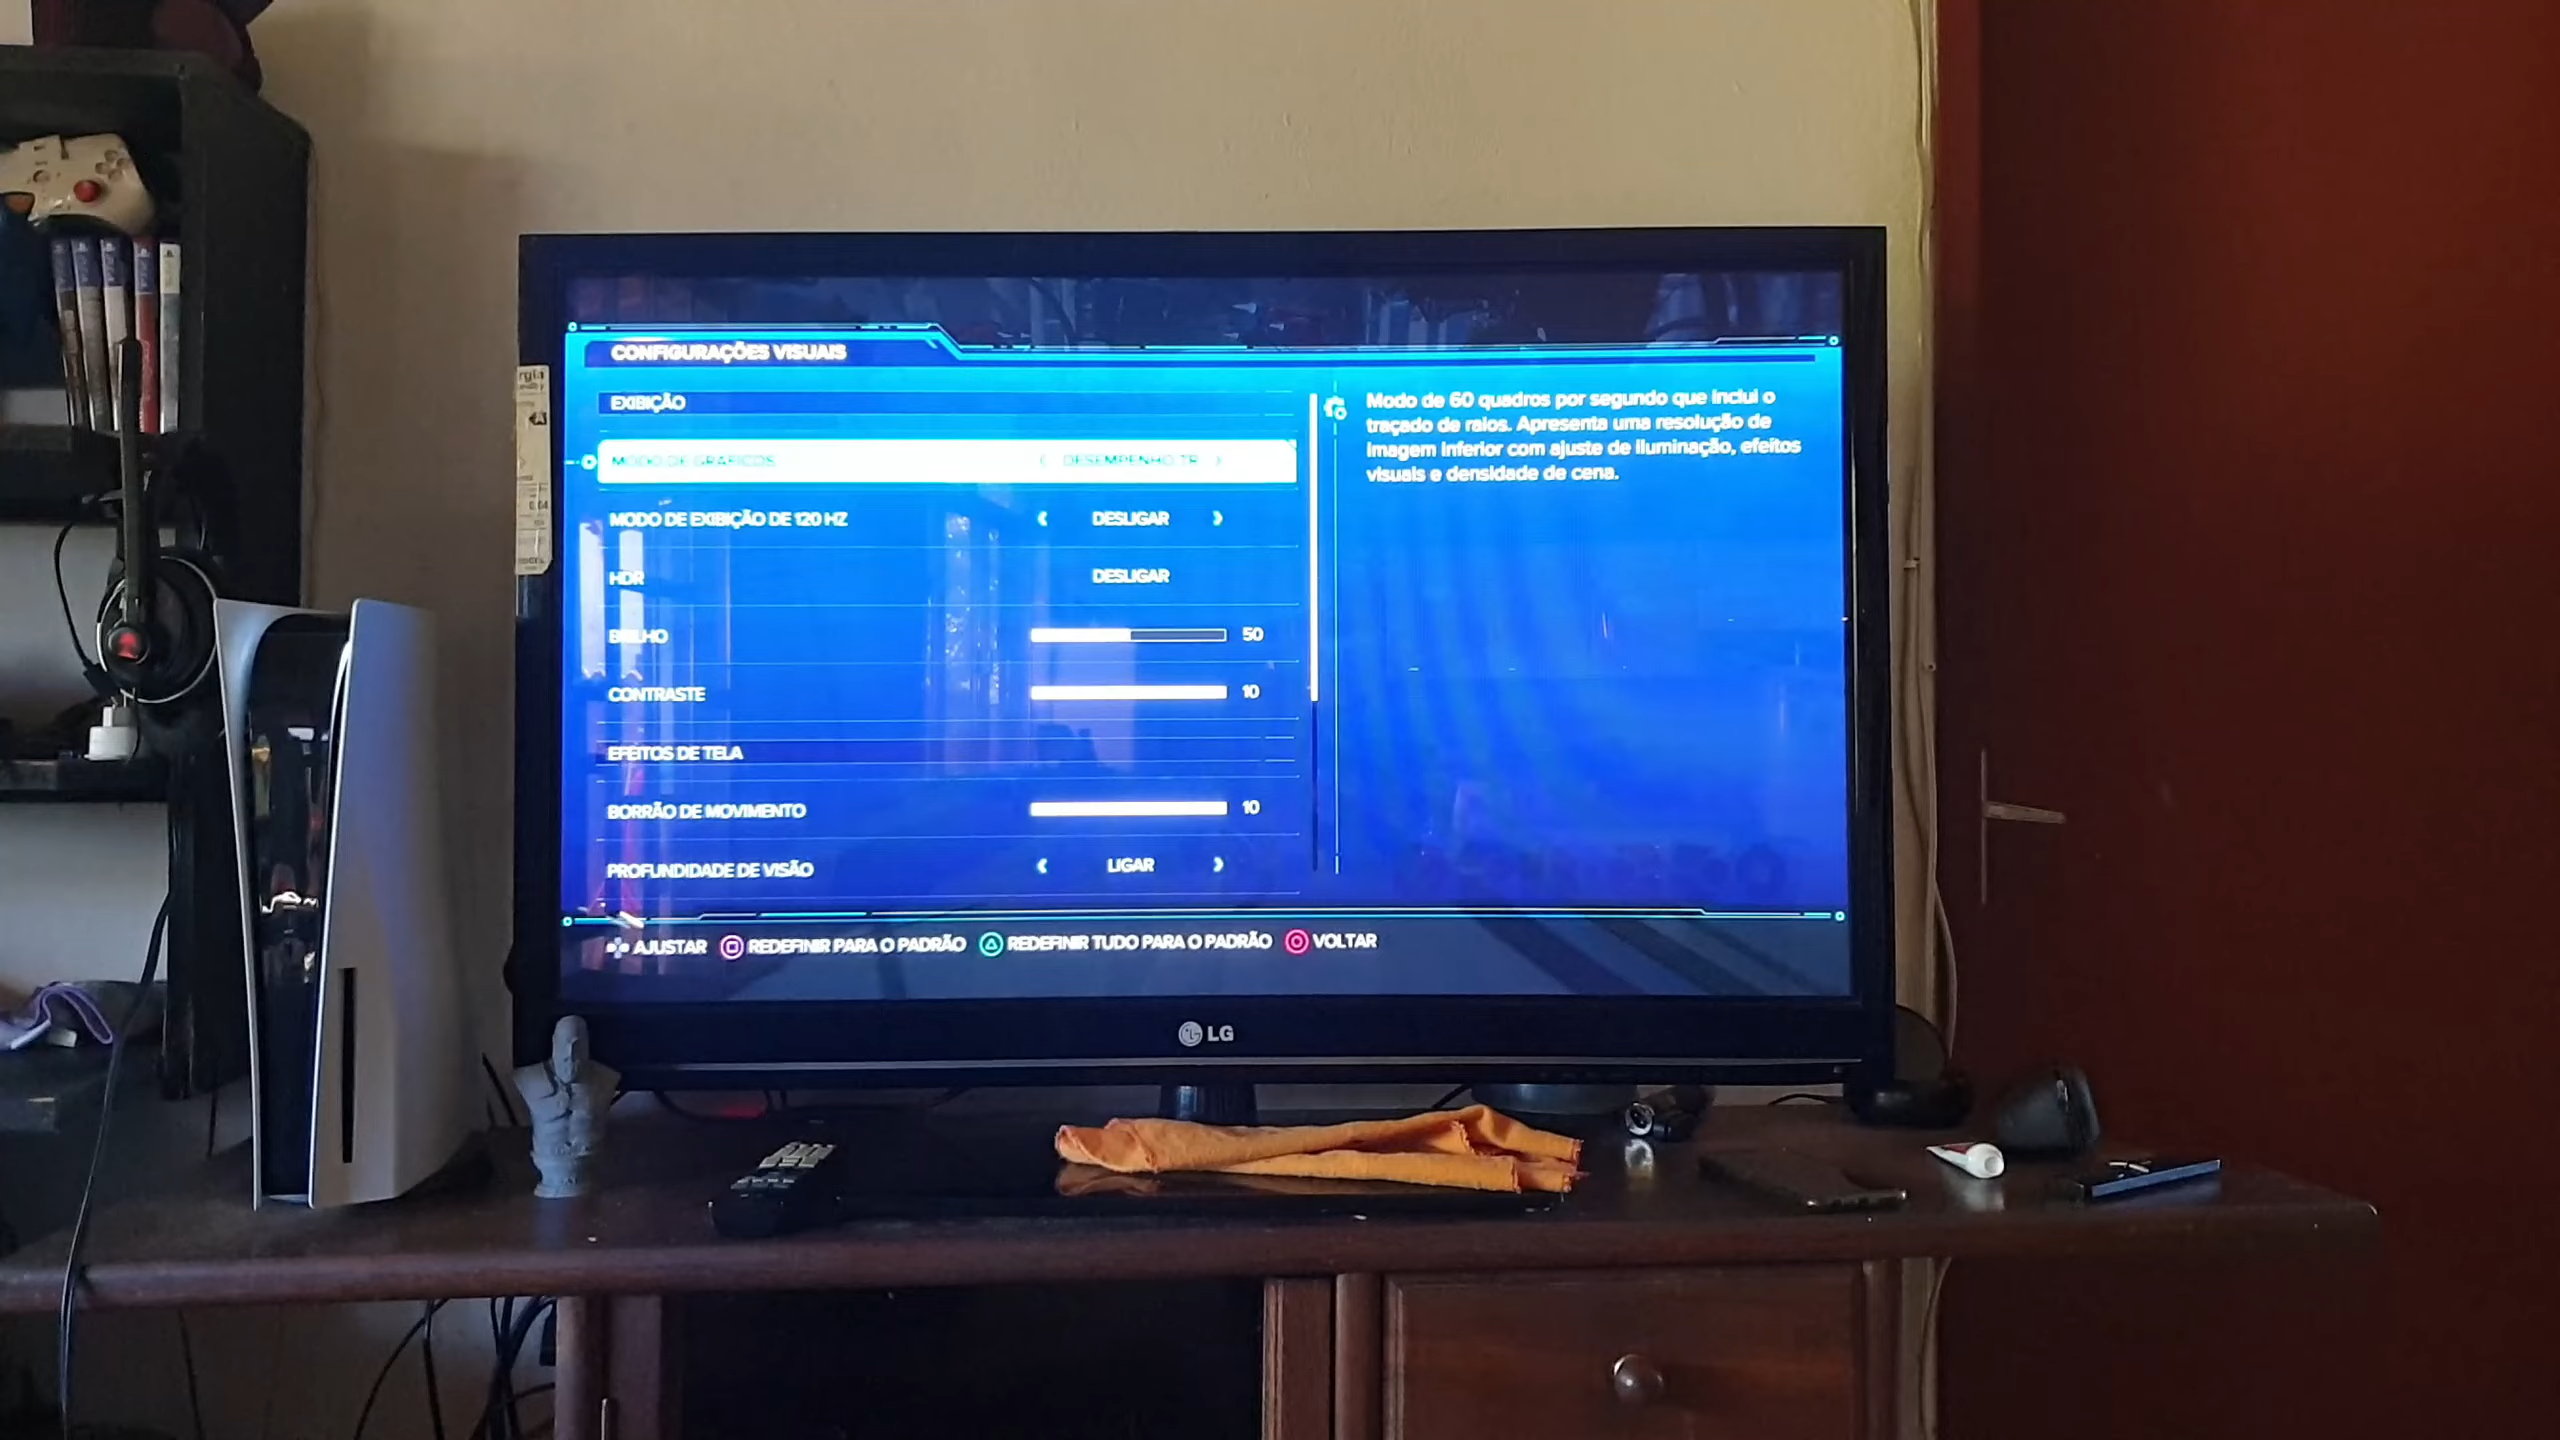 CONFIGURAÇÕES VISUAIS
EXIBIÇÃO
MODO DE GRÁFICOS DESEMPENHO TR
MODO DE EXIBIÇÃO DE 120 HZ DESLIGAR
HDR DESLIGAR
BRILHO 50
CONTRASTE 10
EFEITOS DE TELA
BORRÃO DE MOVIMENTO 10
PROFUNDIDADE DE VISÃO LIGAR
Modo de 60 quadros por segundo que inclui o
traçado de raios. Apresenta uma resolução de
imagem inferior com ajuste de iluminação, efeitos
visuais e densidade de cena.
AJUSTAR REDEFINIR PARA O PADRÃO REDEFINIR TUDO PARA O PADRÃO VOLTAR
LG